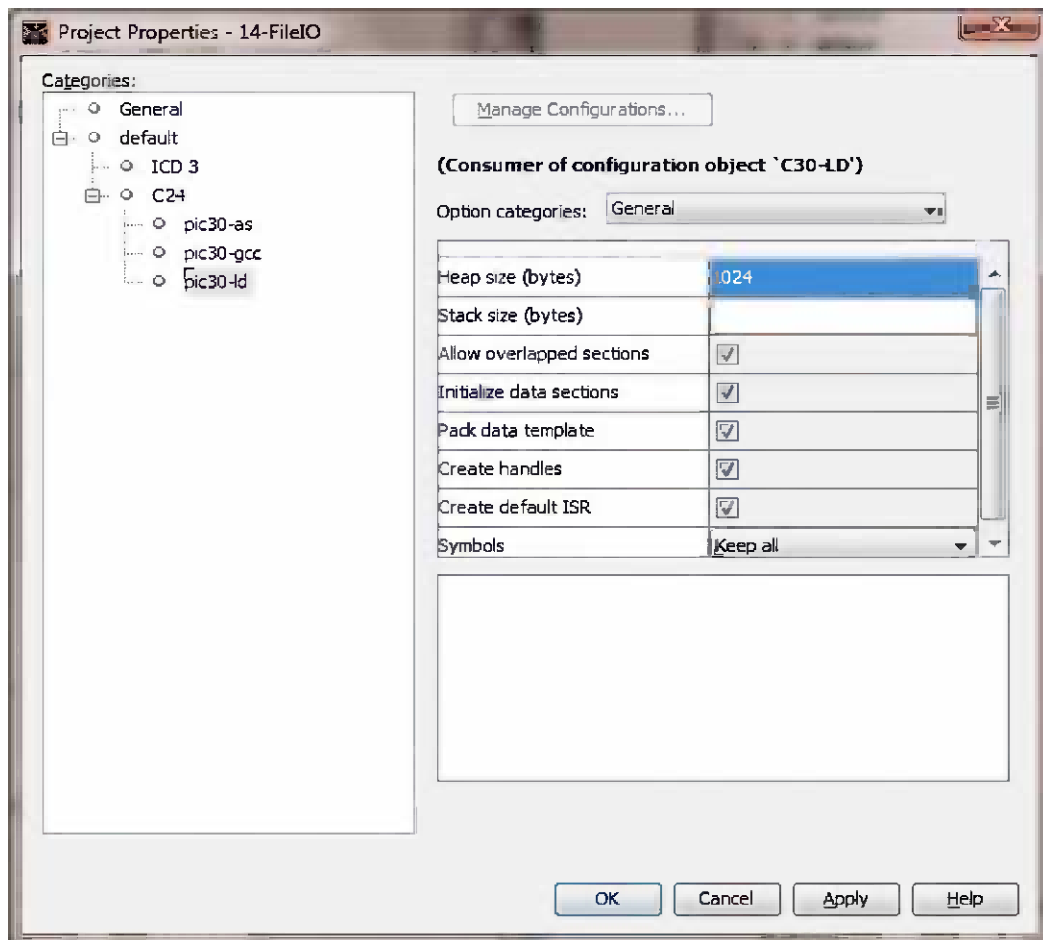 Project Properties - 14-FileIO
Categories:
General
default
ICD 3
C24
pic30-as
pic30-gcc
pic30-ld
Manage Configurations...
(Consumer of configuration object `C30-LD')
Option categories: General
Heap size (bytes) 1024
Stack size (bytes)
Allow overlapped sections
Initialize data sections
Pack data template
Create handles
Create default ISR
Symbols Keep all
OK Cancel Apply Help